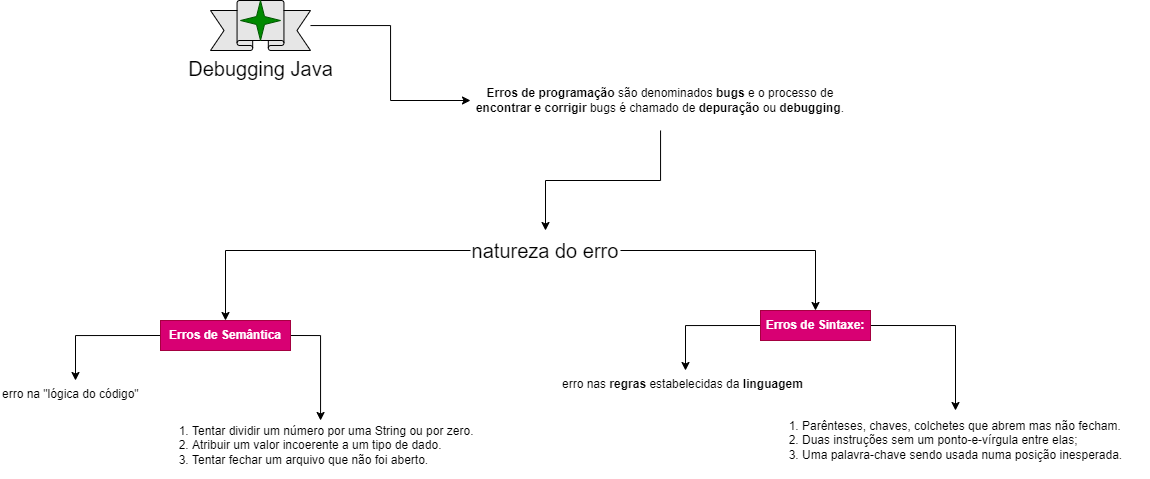 Debugging Java
Erros de programação são denominados bugs e o processo de
encontrar e corrigir bugs é chamado de depuração ou debugging.
natureza do erro
Erros de Semântica
erro na "lógica do código"
1. Tentar dividir um número por uma String ou por zero.
2. Atribuir um valor incoerente a um tipo de dado.
3. Tentar fechar um arquivo que não foi aberto.
Erros de Sintaxe:
erro nas regras estabelecidas da linguagem
1. Parênteses, chaves, colchetes que abrem mas não fecham.
2. Duas instruções sem um ponto-e-vírgula entre elas;
3. Uma palavra-chave sendo usada numa posição inesperada.